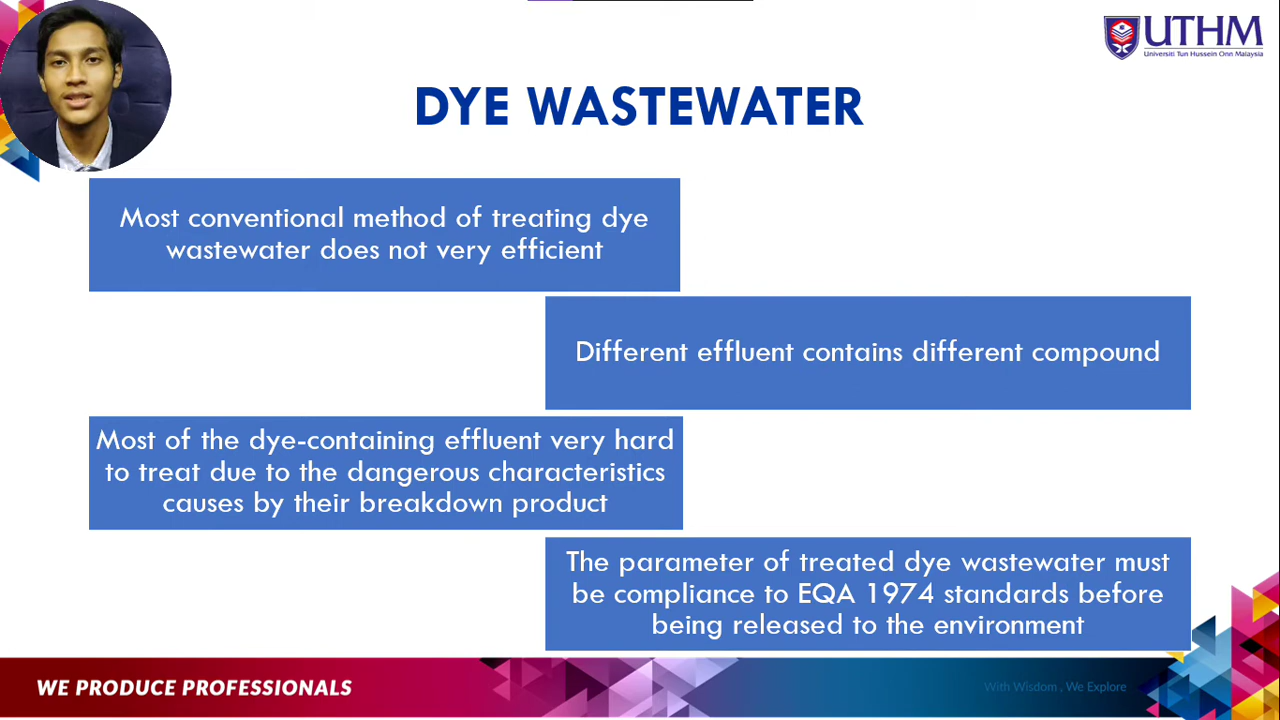 UTHM
Universiti Tun Hussein Onn Malaysia
DYE WASTEWATER
Most conventional method of treating dye
wastewater does not very efficient
Different effluent contains different compound
Most of the dye-containing effluent very hard
to treat due to the dangerous characteristics
causes by their breakdown product
The parameter of treated dye wastewater must
be compliance to EQA 1974 standards before
being released to the environment
WE PRODUCE PROFESSIONALS
With Wisdom , We Explore